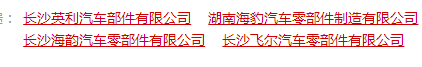 ： 长沙英利汽车部件有限公司 湖南海豹汽车零部件制造有限公司
长沙海韵汽车零部件有限公司 长沙飞尔汽车零部件有限公司